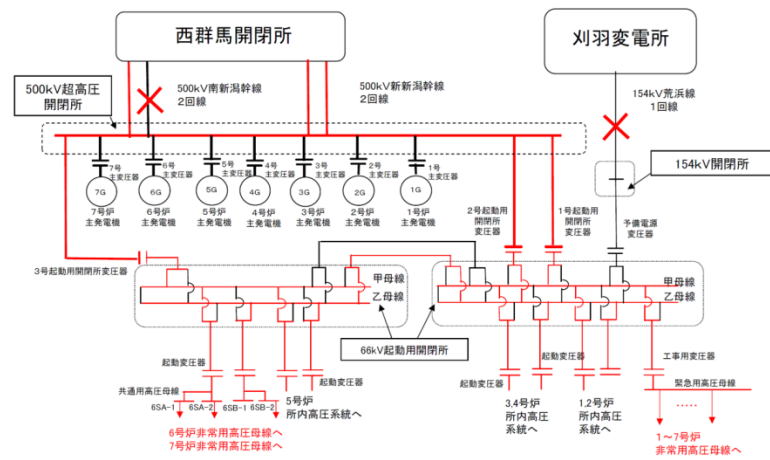 西群馬開閉所
刈羽変電所
500kV超高圧
開閉所
500kV南新潟幹線
2回線
500kV新新潟幹線
2回線
154kV荒浜線
1回線
154kV開閉所
7号
主変圧器
6号
主変圧器
5号
主変圧器
4号
主変圧器
3号
主変圧器
2号
主変圧器
1号
主変圧器
7G
6G
5G
4G
3G
2G
1G
7号炉
主発電機
6号炉
主発電機
5号炉
主発電機
4号炉
主発電機
3号炉
主発電機
2号炉
主発電機
1号炉
主発電機
2号起動用
開閉所
変圧器
1号起動用
開閉所
変圧器
予備電源
変圧器
3号起動用開閉所変圧器
甲母線
乙母線
甲母線
乙母線
66kV起動用開閉所
起動変圧器
起動変圧器
起動変圧器
起動変圧器
工事用変圧器
共通用高圧母線
緊急用高圧母線
6SA-1
6SA-2
6SB-1
6SB-2
5号炉
所内高圧
系統へ
3,4号炉
所内高圧
系統へ
1,2号炉
所内高圧
系統へ
6号炉非常用高圧母線へ
7号炉非常用高圧母線へ
1～7号炉
非常用高圧母線へ